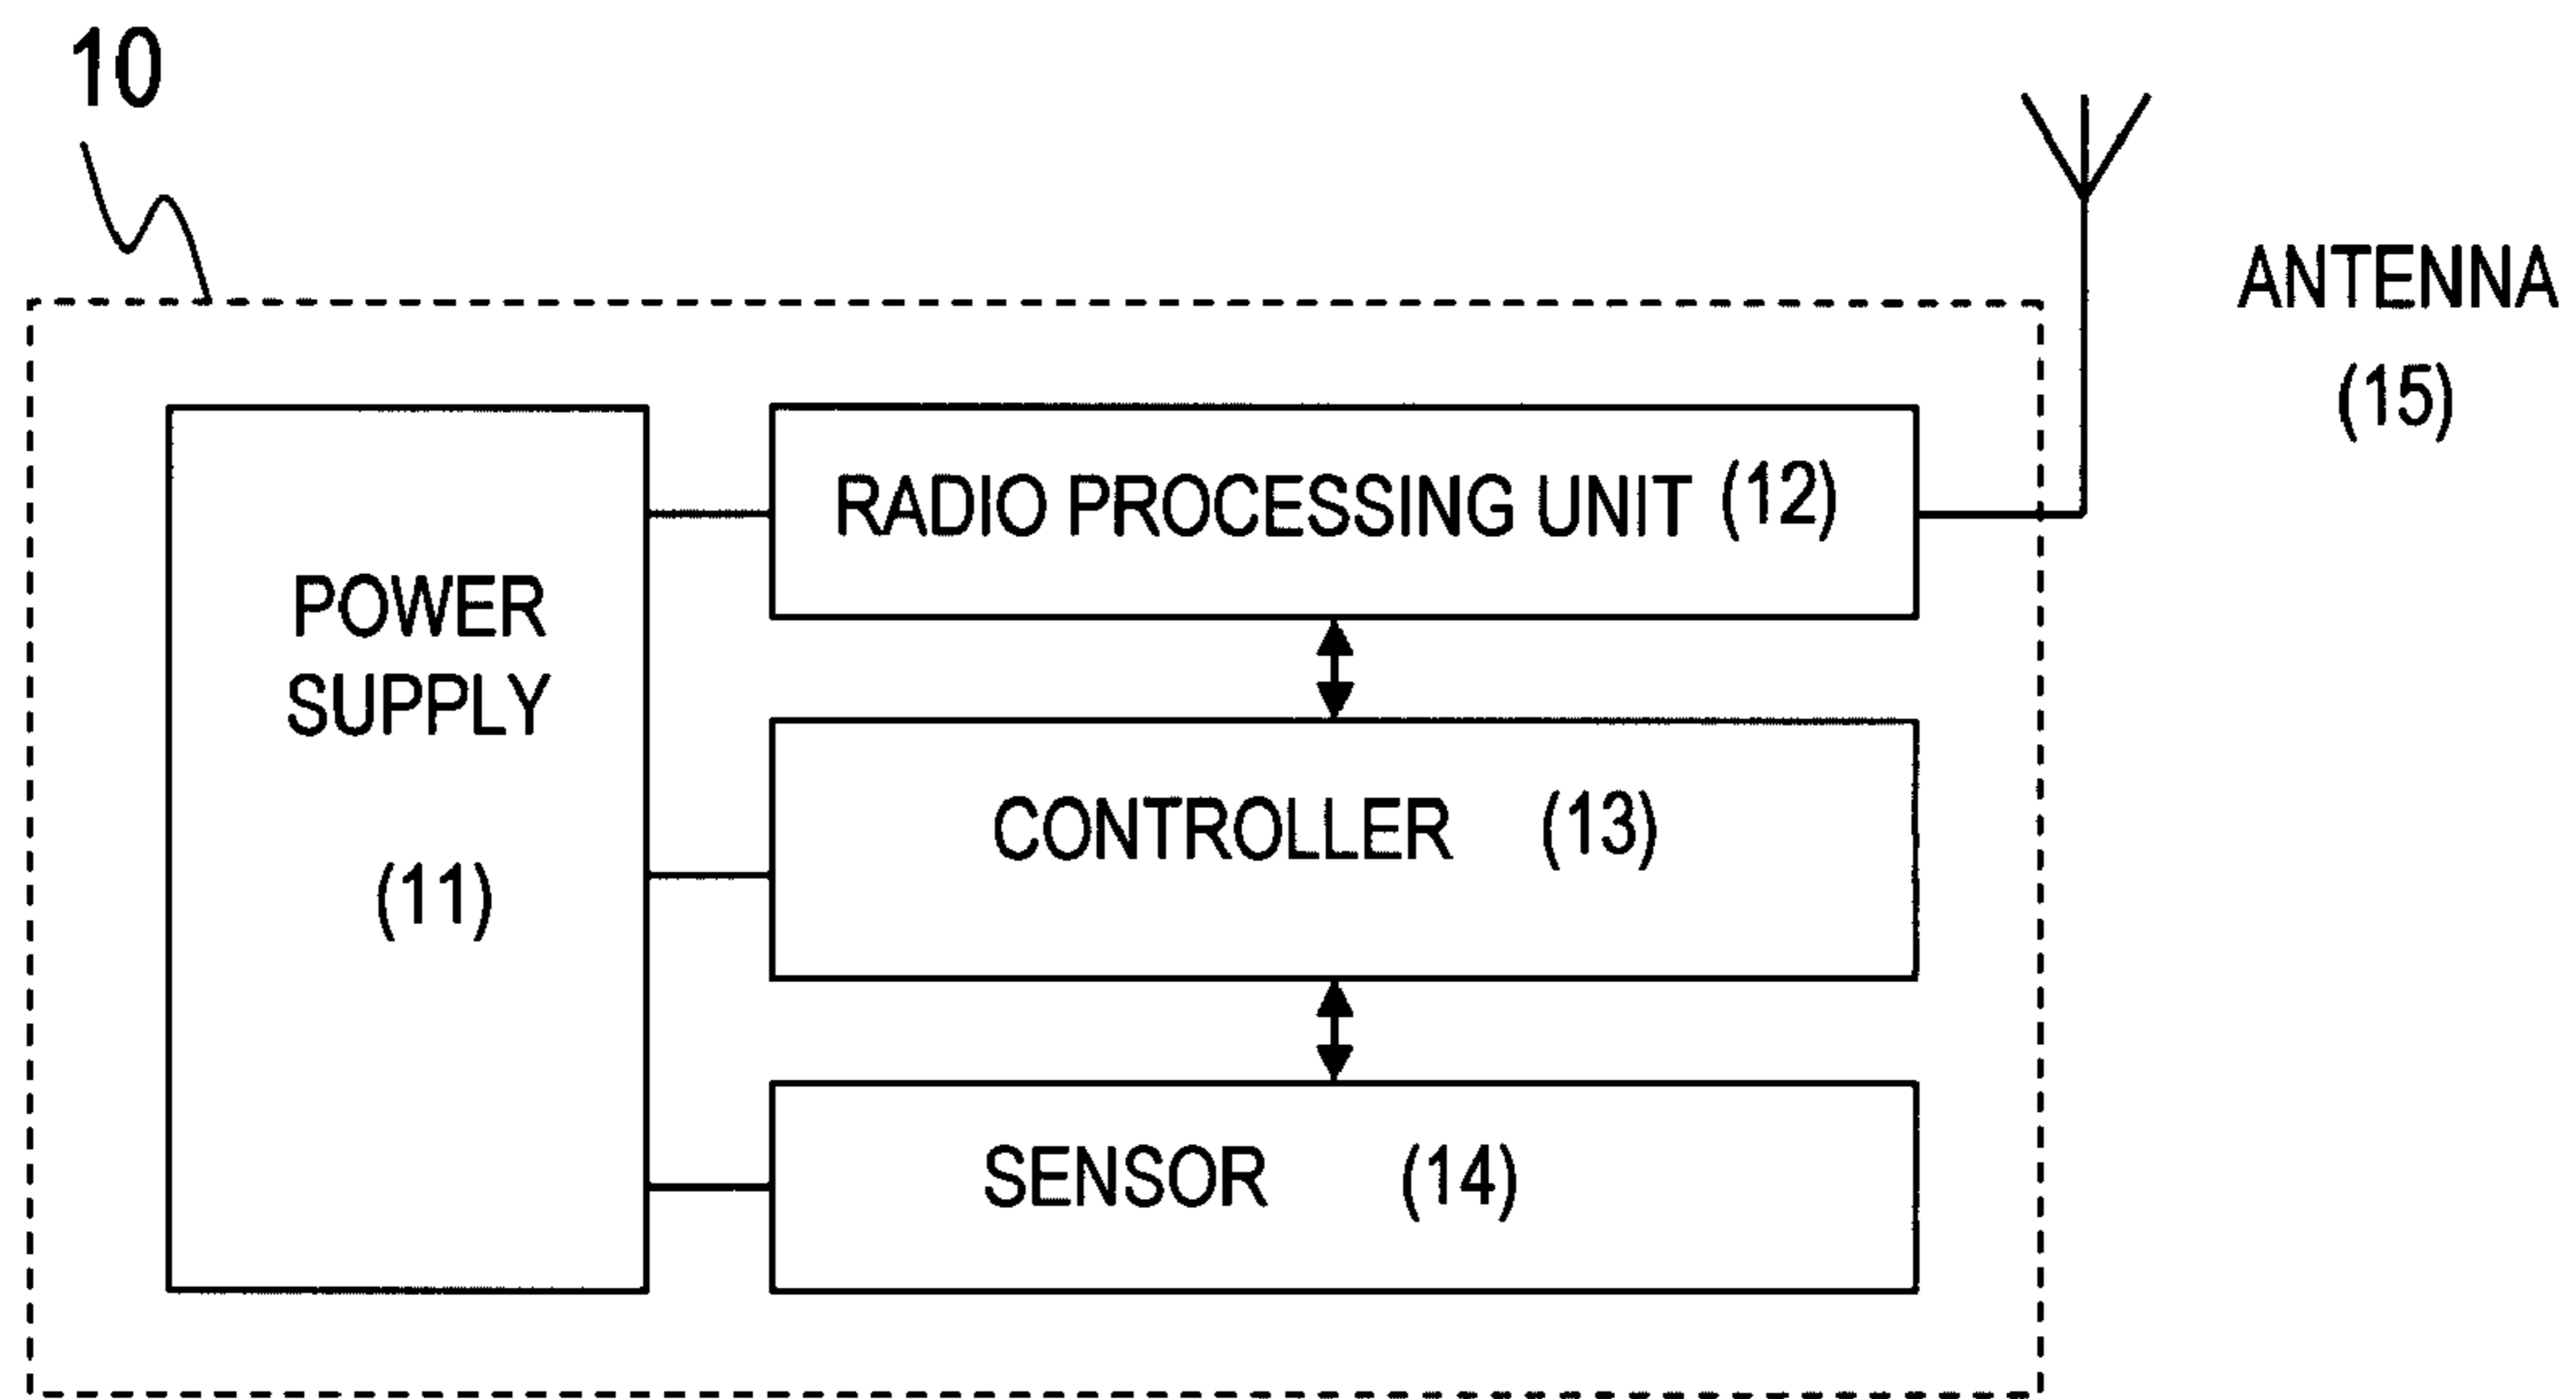 10
ANTENNA
(15)
RADIO PROCESSING UNIT (12)
POWER
SUPPLY
(11)
CONTROLLER (13)
SENSOR (14)